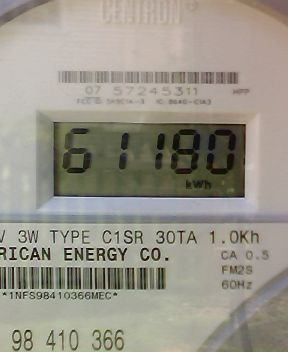 CENTRON®
07 57245311 MPP
61180
kWh
V 3W TYPE C1SR 30TA 1.0Kh
RICAN ENERGY CO. CA 0.5
FM2S
*1NFS98410366MEC* 60Hz
98 410 366